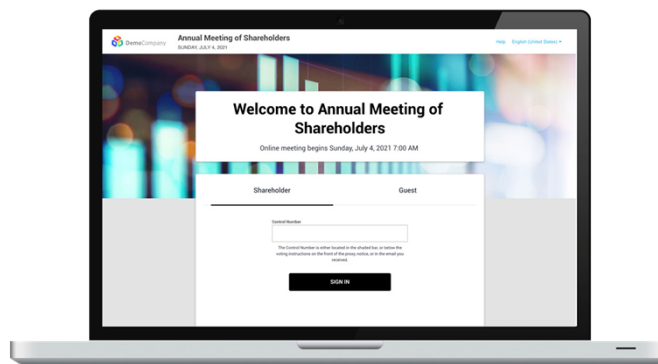 DemoCompany
Annual Meeting of Shareholders
SUNDAY, JULY 4, 2021
Help English (United States)
Welcome to Annual Meeting of
Shareholders
Online meeting begins Sunday, July 4, 2021 7:00 AM
Shareholder Guest
Control Number
The Control Number is either located in the shaded bar, or below the
voting instructions on the front of the proxy, notice, or in the email you
received.
SIGN IN